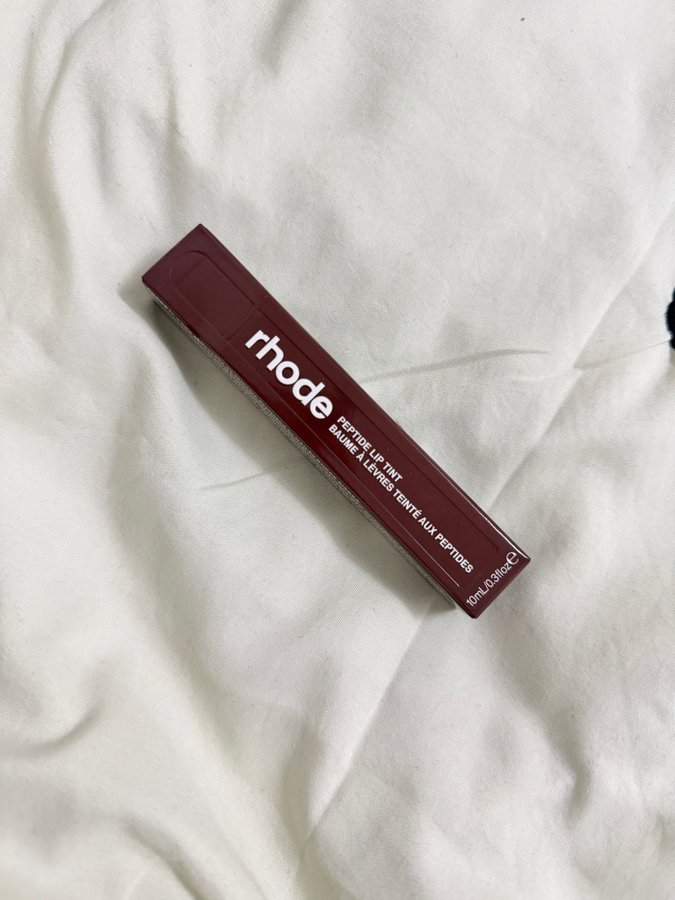 rhode
PEPTIDE LIP TINT
BAUME À LÈVRES TEINTÉ AUX PEPTIDES
10mL/0.3floz℮